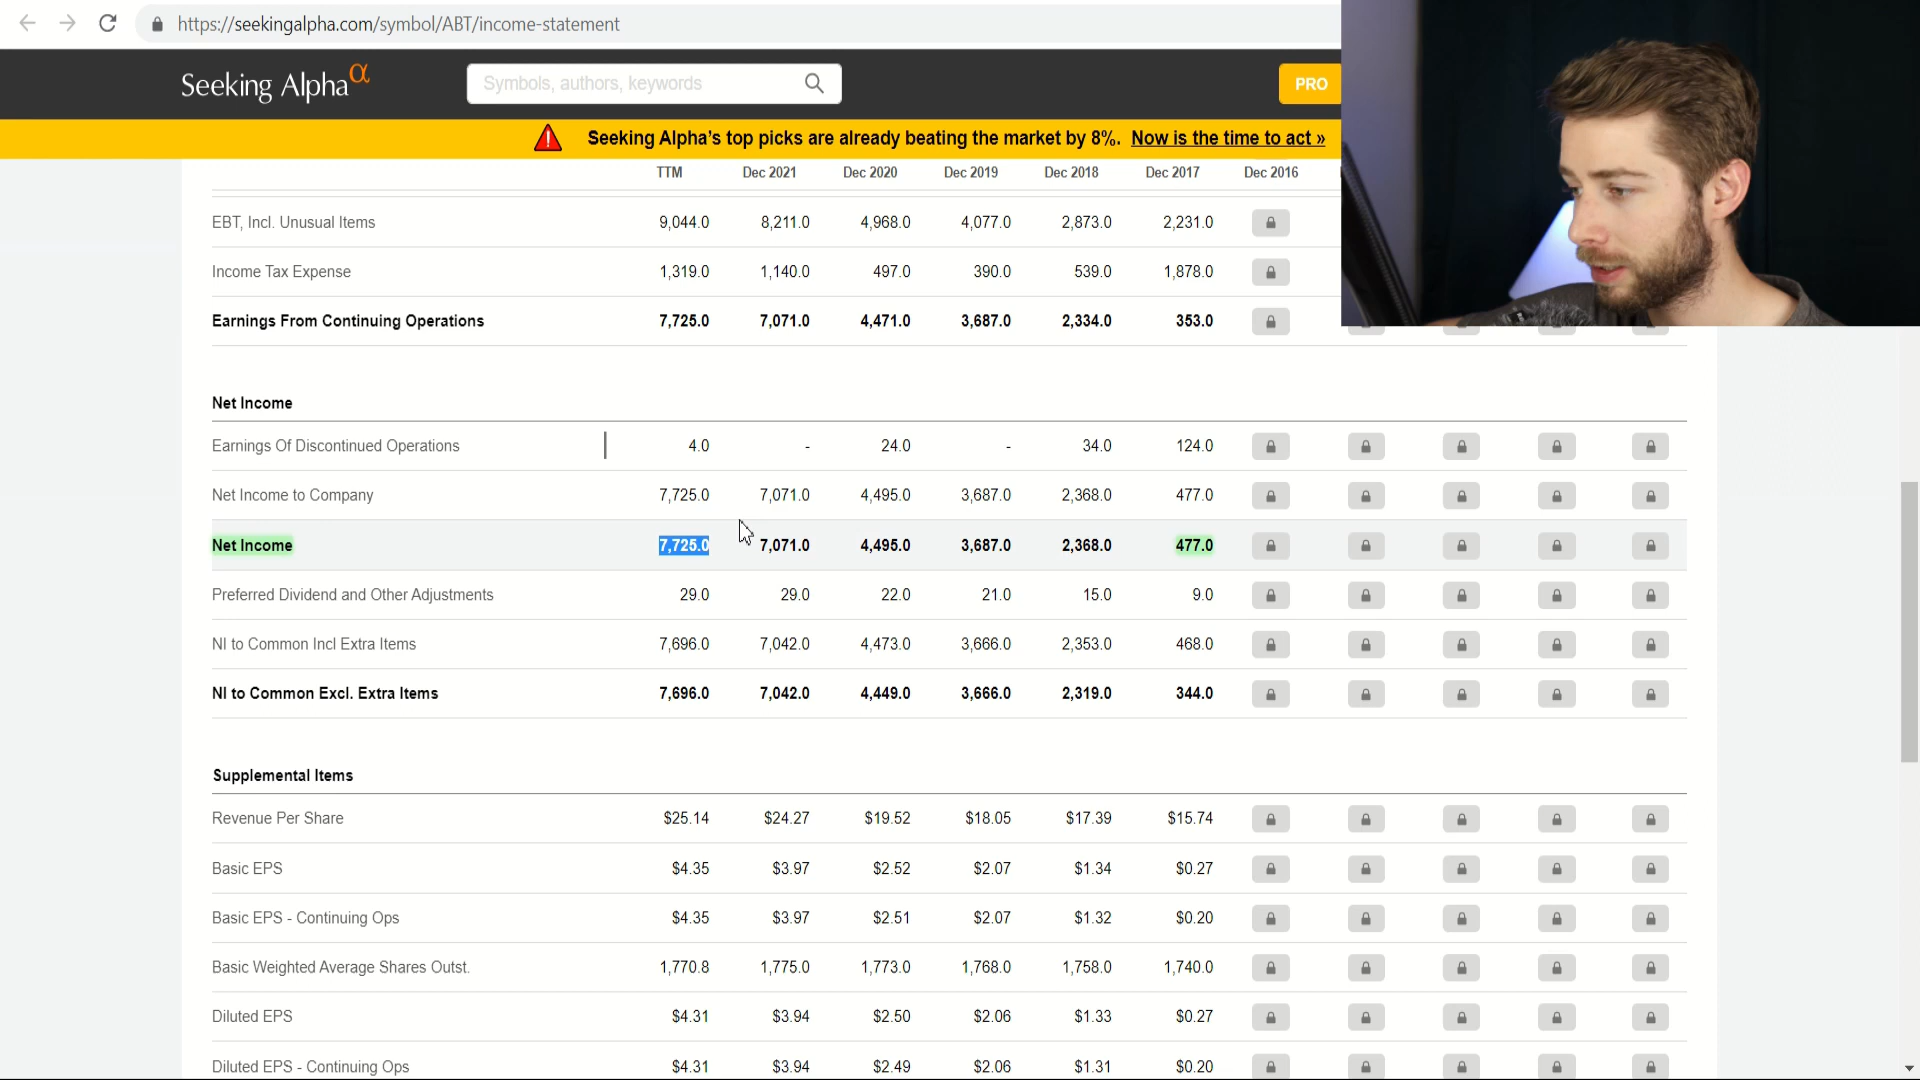 https://seekingalpha.com/symbol/ABT/income-statement
Seeking Alpha α
Symbols, authors, keywords
PRO
Seeking Alpha's top picks are already beating the market by 8%. Now is the time to act »
TTM Dec 2021 Dec 2020 Dec 2019 Dec 2018 Dec 2017 Dec 2016
EBT, Incl. Unusual Items 9,044.0 8,211.0 4,968.0 4,077.0 2,873.0 2,231.0
Income Tax Expense 1,319.0 1,140.0 497.0 390.0 539.0 1,878.0
Earnings From Continuing Operations 7,725.0 7,071.0 4,471.0 3,687.0 2,334.0 353.0
Net Income
Earnings Of Discontinued Operations 4.0 - 24.0 - 34.0 124.0
Net Income to Company 7,725.0 7,071.0 4,495.0 3,687.0 2,368.0 477.0
Net Income 7,725.0 7,071.0 4,495.0 3,687.0 2,368.0 477.0
Preferred Dividend and Other Adjustments 29.0 29.0 22.0 21.0 15.0 9.0
NI to Common Incl Extra Items 7,696.0 7,042.0 4,473.0 3,666.0 2,353.0 468.0
NI to Common Excl. Extra Items 7,696.0 7,042.0 4,449.0 3,666.0 2,319.0 344.0
Supplemental Items
Revenue Per Share $25.14 $24.27 $19.52 $18.05 $17.39 $15.74
Basic EPS $4.35 $3.97 $2.52 $2.07 $1.34 $0.27
Basic EPS - Continuing Ops $4.35 $3.97 $2.51 $2.07 $1.32 $0.20
Basic Weighted Average Shares Outst. 1,770.8 1,775.0 1,773.0 1,768.0 1,758.0 1,740.0
Diluted EPS $4.31 $3.94 $2.50 $2.06 $1.33 $0.27
Diluted EPS - Continuing Ops $4.31 $3.94 $2.49 $2.06 $1.31 $0.20